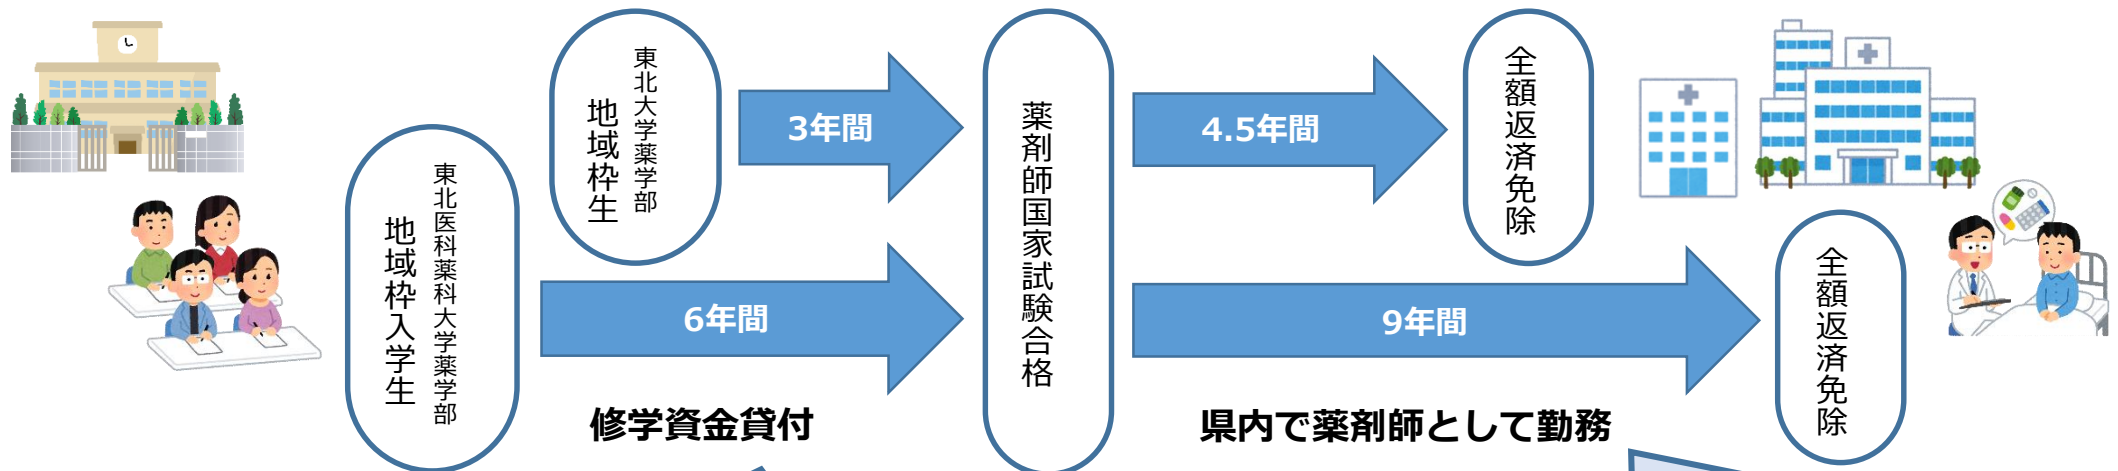 東北大学薬学部
地域枠生
3年間
薬剤師国家試験合格
4.5年間
全額返済免除
東北医科薬科大学薬学部
地域枠入学生
6年間
9年間
全額返済免除
修学資金貸付
県内で薬剤師として勤務